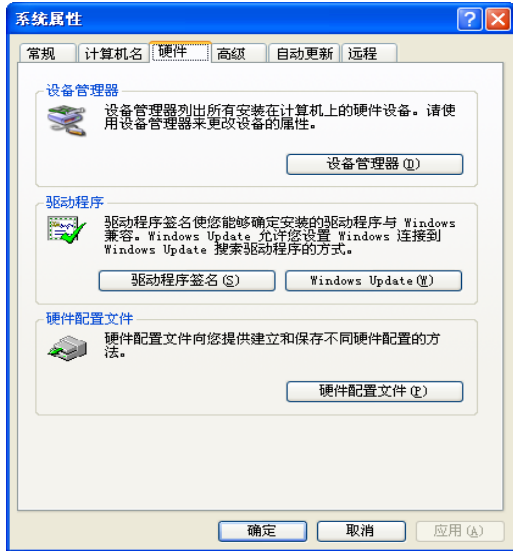 系统属性
常规 计算机名 硬件 高级 自动更新 远程
设备管理器
设备管理器列出所有安装在计算机上的硬件设备。请使
用设备管理器来更改设备的属性。
设备管理器(D)
驱动程序
驱动程序签名使您能够确定安装的驱动程序与 Windows
兼容。Windows Update 允许您设置 Windows 连接到
Windows Update 搜索驱动程序的方式。
驱动程序签名(S) Windows Update(W)
硬件配置文件
硬件配置文件向您提供建立和保存不同硬件配置的方
法。
硬件配置文件(P)
确定 取消 应用(A)